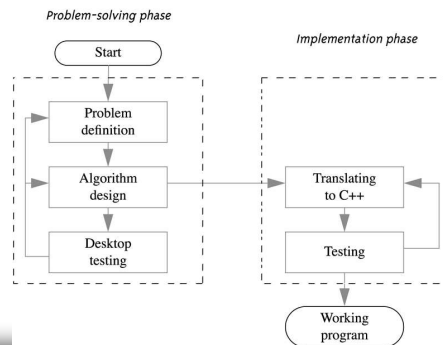 Problem-solving phase
Start
Problem
definition
Algorithm
design
Desktop
testing
Implementation phase
Translating
to C++
Testing
Working
program